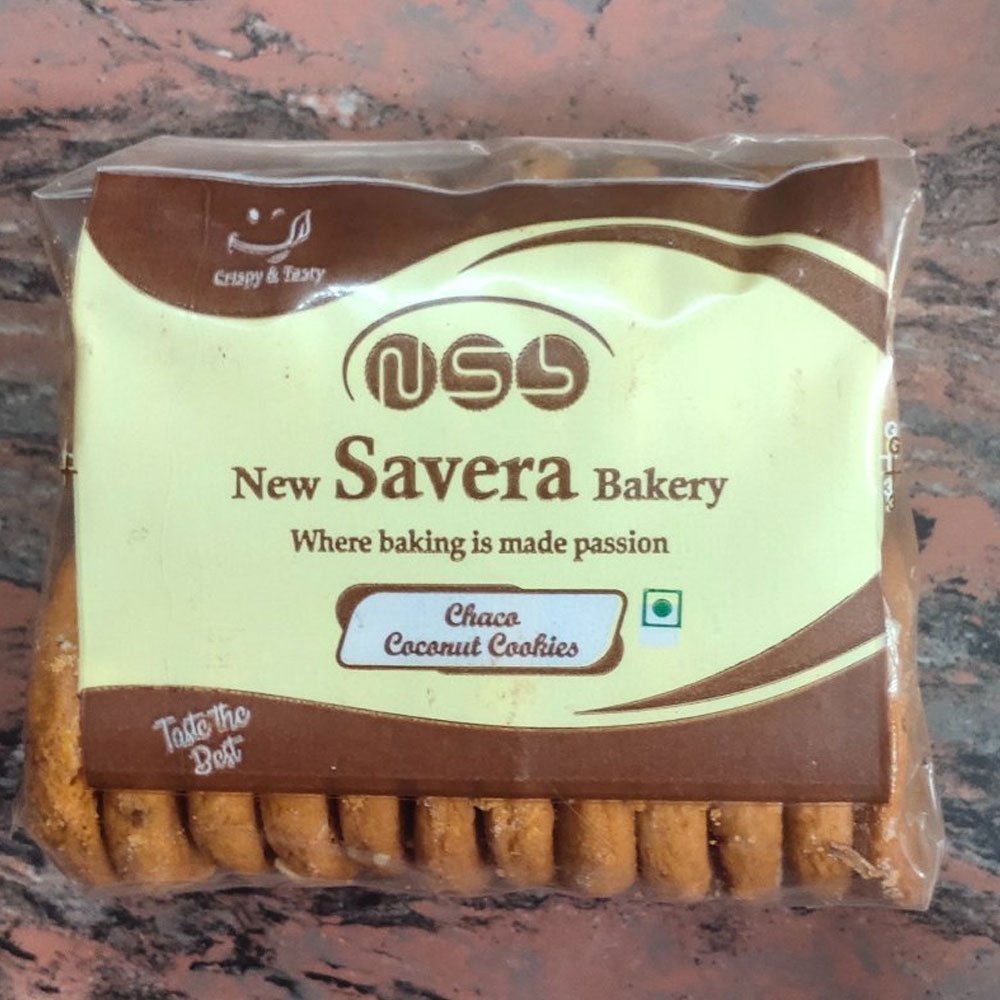 Crispy & Tasty
NSb
New Savera Bakery
Where baking is made passion
Chaco
Coconut Cookies
Taste the
Best